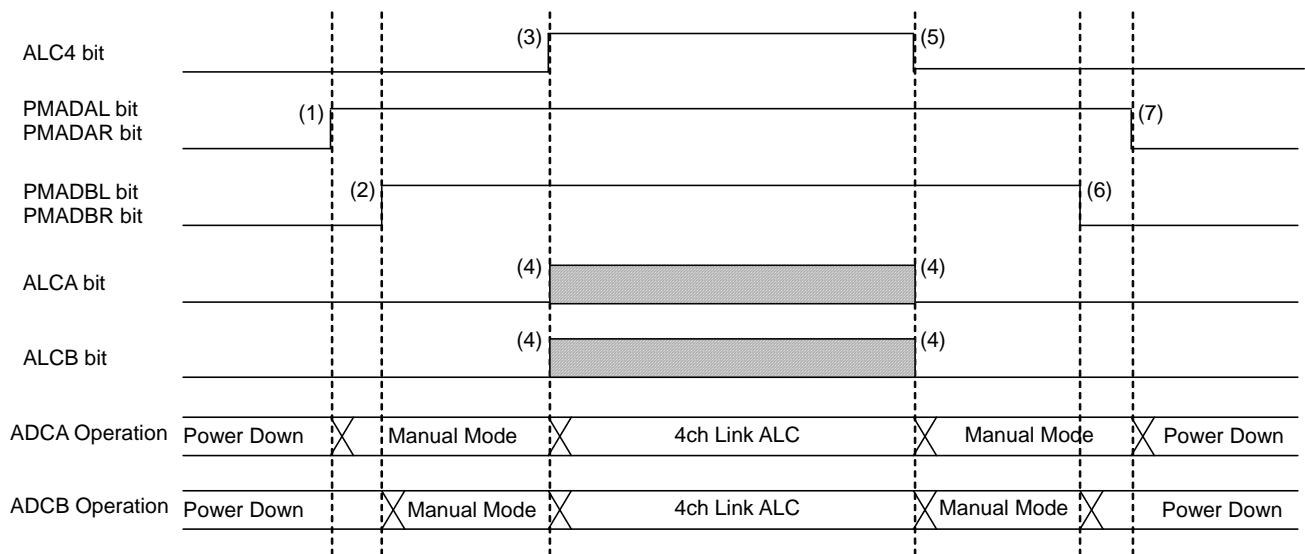 ALC4 bit
(3)
(5)
PMADAL bit
PMADAR bit
(1)
(7)
PMADBL bit
PMADBR bit
(2)
(6)
ALCA bit
(4)
(4)
ALCB bit
(4)
(4)
ADCA Operation Power Down Manual Mode 4ch Link ALC Manual Mode Power Down
ADCB Operation Power Down Manual Mode 4ch Link ALC Manual Mode Power Down